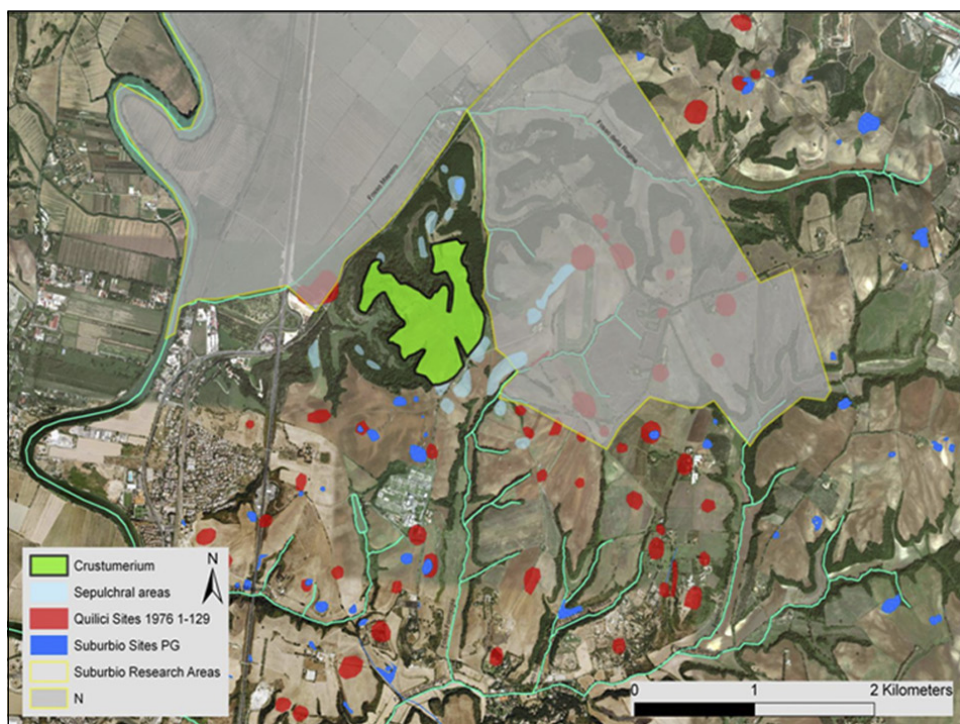 Crustumerium
Sepulchral areas
Quilici Sites 1976 1-129
Suburbio Sites PG
Suburbio Research Areas
N
N
0 1 2 Kilometers